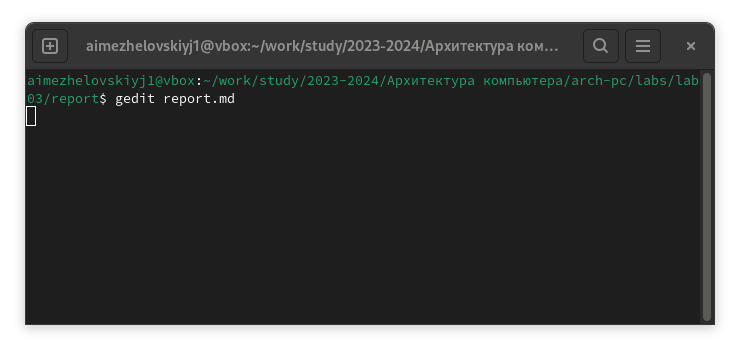 aimezhelovskiyj1@vbox:~/work/study/2023-2024/Архитектура ком…
aimezhelovskiyj1@vbox:~/work/study/2023-2024/Архитектура компьютера/arch-pc/labs/lab
03/report$ gedit report.md